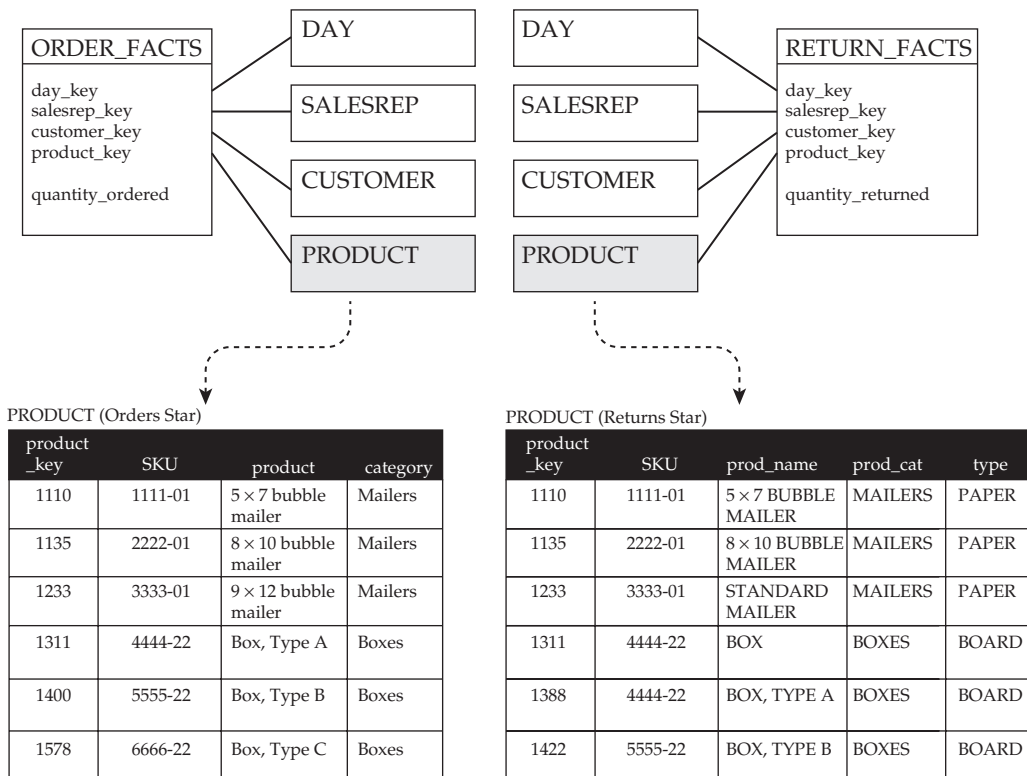 ORDER_FACTS
day_key
salesrep_key
customer_key
product_key
quantity_ordered
DAY
SALESREP
CUSTOMER
PRODUCT
DAY
SALESREP
CUSTOMER
PRODUCT
RETURN_FACTS
day_key
salesrep_key
customer_key
product_key
quantity_returned
PRODUCT (Orders Star)
product
_key SKU product category
1110 1111-01 5 × 7 bubble Mailers
mailer
1135 2222-01 8 × 10 bubble Mailers
mailer
1233 3333-01 9 × 12 bubble Mailers
mailer
1311 4444-22 Box, Type A Boxes
1400 5555-22 Box, Type B Boxes
1578 6666-22 Box, Type C Boxes
PRODUCT (Returns Star)
product
_key SKU prod_name prod_cat type
1110 1111-01 5 × 7 BUBBLE MAILERS PAPER
MAILER
1135 2222-01 8 × 10 BUBBLE MAILERS PAPER
MAILER
1233 3333-01 STANDARD MAILERS PAPER
MAILER
1311 4444-22 BOX BOXES BOARD
1388 4444-22 BOX, TYPE A BOXES BOARD
1422 5555-22 BOX, TYPE B BOXES BOARD